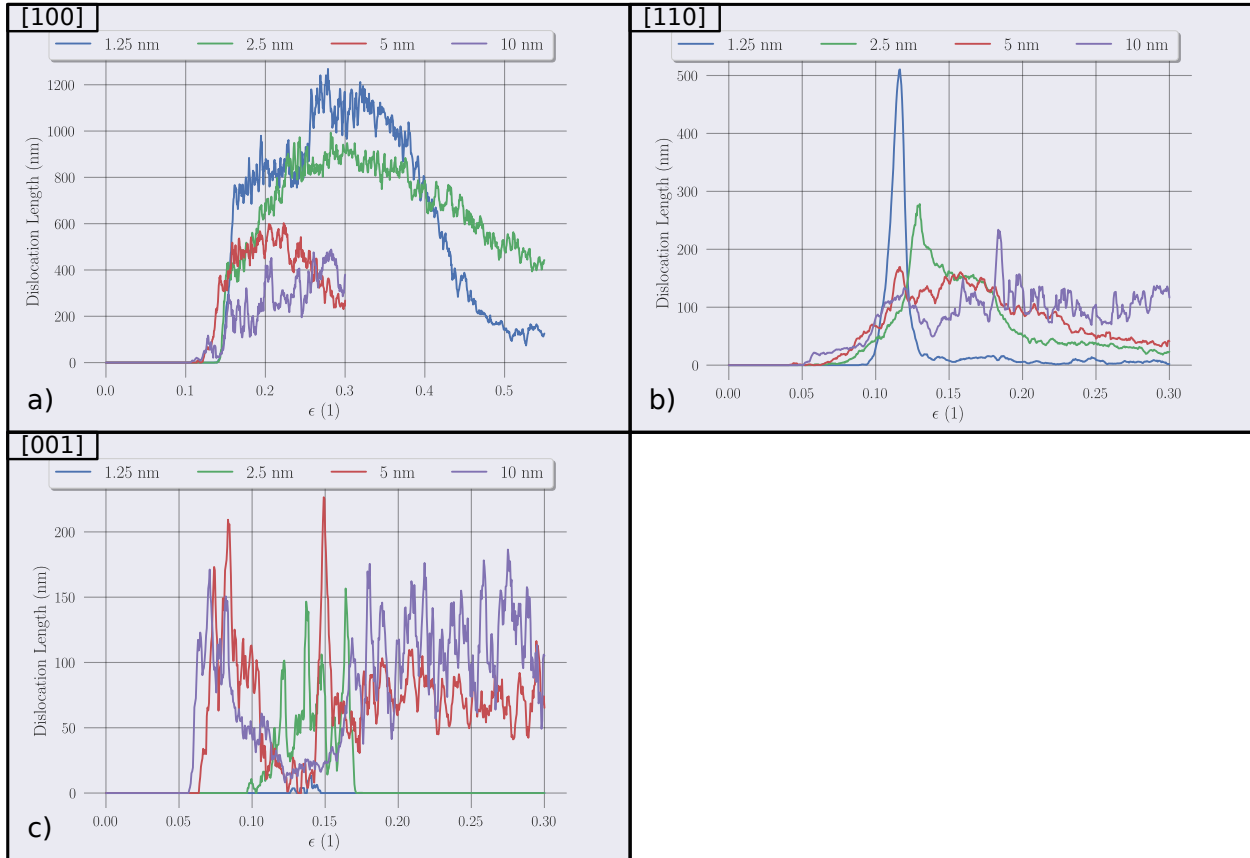 [100]
1.25 nm 2.5 nm 5 nm 10 nm
Dislocation Length (nm)
1200
1000
800
600
400
200
0
0.0 0.1 0.2 0.3 0.4 0.5
ϵ (1)
a)
[110]
1.25 nm 2.5 nm 5 nm 10 nm
Dislocation Length (nm)
500
400
300
200
100
0
0.00 0.05 0.10 0.15 0.20 0.25 0.30
ϵ (1)
b)
[001]
1.25 nm 2.5 nm 5 nm 10 nm
Dislocation Length (nm)
200
150
100
50
0
0.00 0.05 0.10 0.15 0.20 0.25 0.30
ϵ (1)
c)